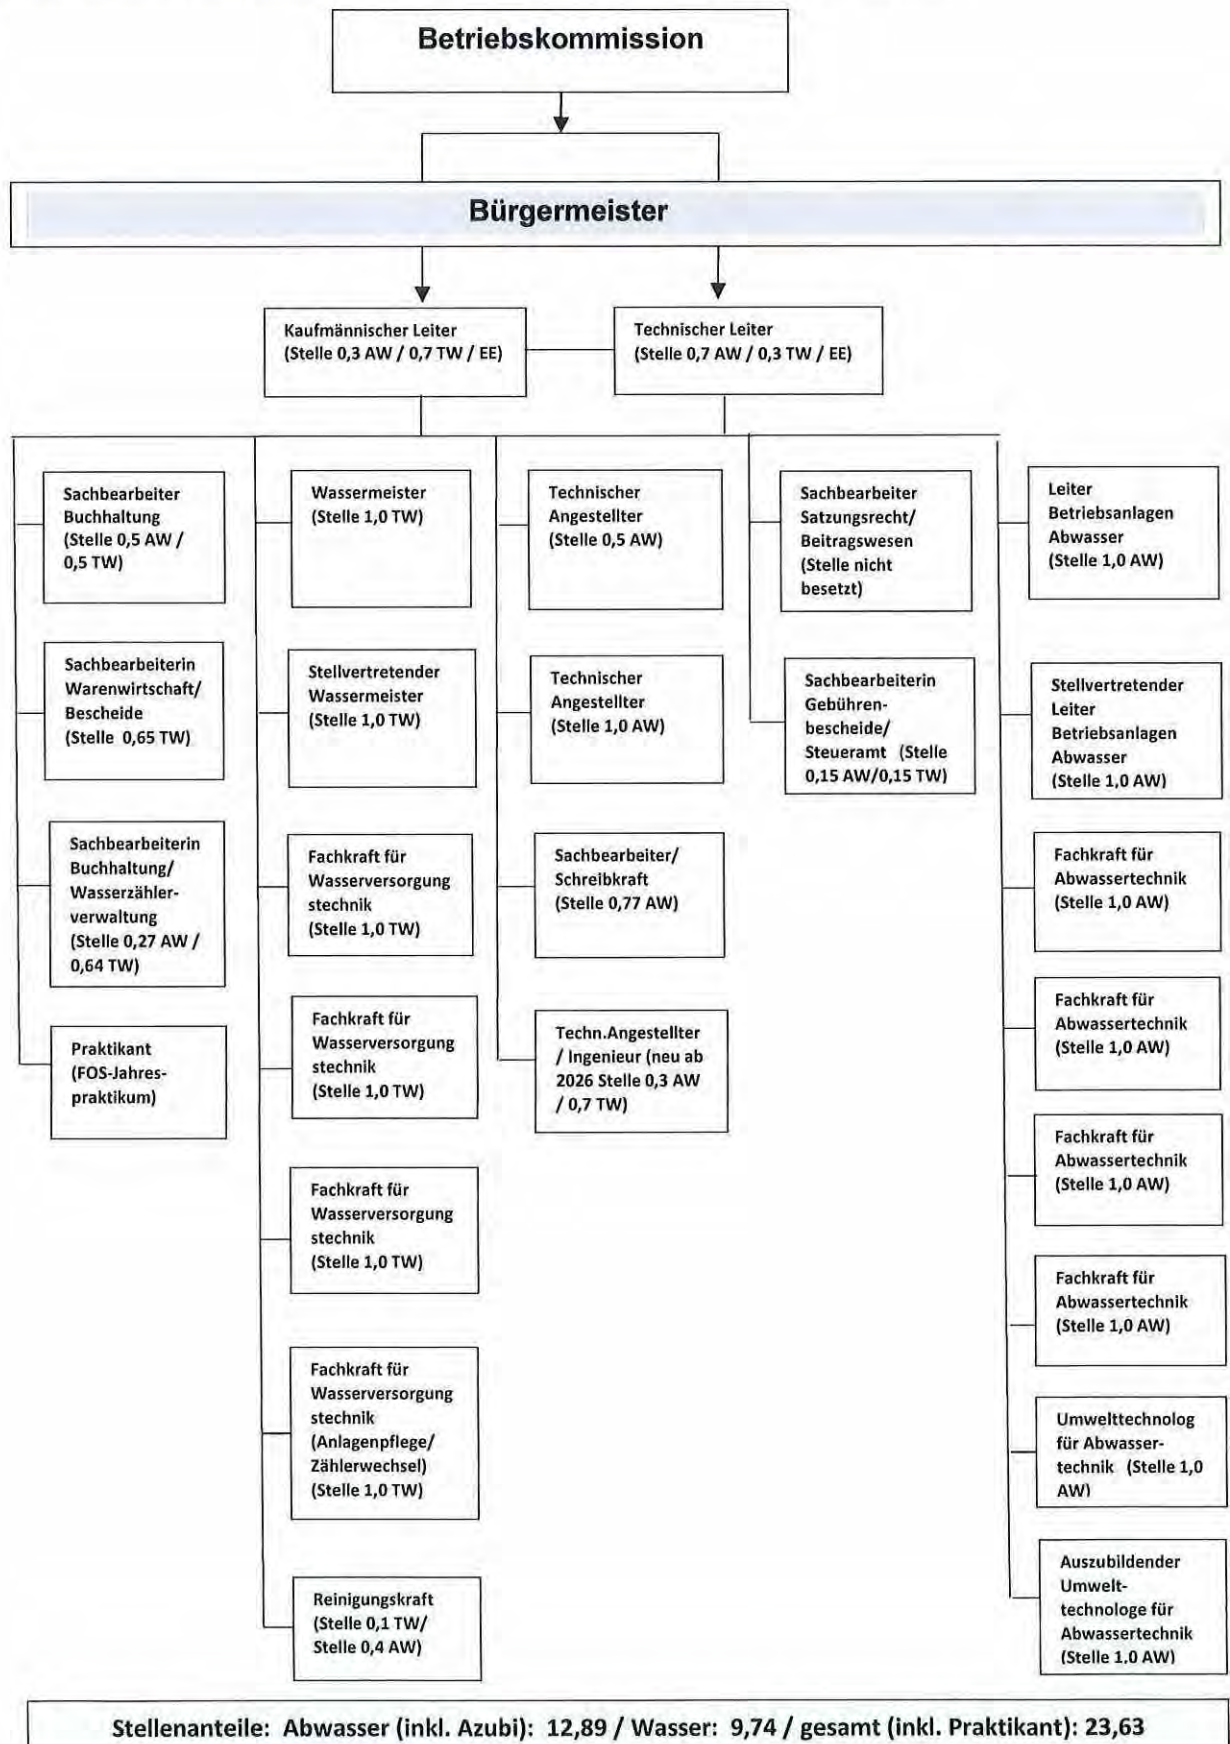 Betriebskommission
Bürgermeister
Kaufmännischer Leiter
(Stelle 0,3 AW / 0,7 TW / EE)
Technischer Leiter
(Stelle 0,7 AW / 0,3 TW / EE)
Sachbearbeiter
Buchhaltung
(Stelle 0,5 AW /
0,5 TW)
Sachbearbeiterin
Warenwirtschaft/
Bescheide
(Stelle 0,65 TW)
Sachbearbeiterin
Buchhaltung/
Wasserzähler-
verwaltung
(Stelle 0,27 AW /
0,64 TW)
Praktikant
(FOS-Jahres-
praktikum)
Wassermeister
(Stelle 1,0 TW)
Stellvertretender
Wassermeister
(Stelle 1,0 TW)
Fachkraft für
Wasserversorgung
stechnik
(Stelle 1,0 TW)
Fachkraft für
Wasserversorgung
stechnik
(Stelle 1,0 TW)
Fachkraft für
Wasserversorgung
stechnik
(Stelle 1,0 TW)
Fachkraft für
Wasserversorgung
stechnik
(Anlagenpflege/
Zählerwechsel)
(Stelle 1,0 TW)
Reinigungskraft
(Stelle 0,1 TW/
Stelle 0,4 AW)
Technischer
Angestellter
(Stelle 0,5 AW)
Technischer
Angestellter
(Stelle 1,0 AW)
Sachbearbeiter/
Schreibkraft
(Stelle 0,77 AW)
Techn.Angestellter
/ Ingenieur (neu ab
2026 Stelle 0,3 AW
/ 0,7 TW)
Sachbearbeiter
Satzungsrecht/
Beitragswesen
(Stelle nicht
besetzt)
Sachbearbeiterin
Gebühren-
bescheide/
Steueramt (Stelle
0,15 AW/0,15 TW)
Leiter
Betriebsanlagen
Abwasser
(Stelle 1,0 AW)
Stellvertretender
Leiter
Betriebsanlagen
Abwasser
(Stelle 1,0 AW)
Fachkraft für
Abwassertechnik
(Stelle 1,0 AW)
Fachkraft für
Abwassertechnik
(Stelle 1,0 AW)
Fachkraft für
Abwassertechnik
(Stelle 1,0 AW)
Fachkraft für
Abwassertechnik
(Stelle 1,0 AW)
Umwelttechnolog
für Abwasser-
technik (Stelle 1,0
AW)
Auszubildender
Umwelt-
technologe für
Abwassertechnik
(Stelle 1,0 AW)
Stellenanteile: Abwasser (inkl. Azubi): 12,89 / Wasser: 9,74 / gesamt (inkl. Praktikant): 23,63